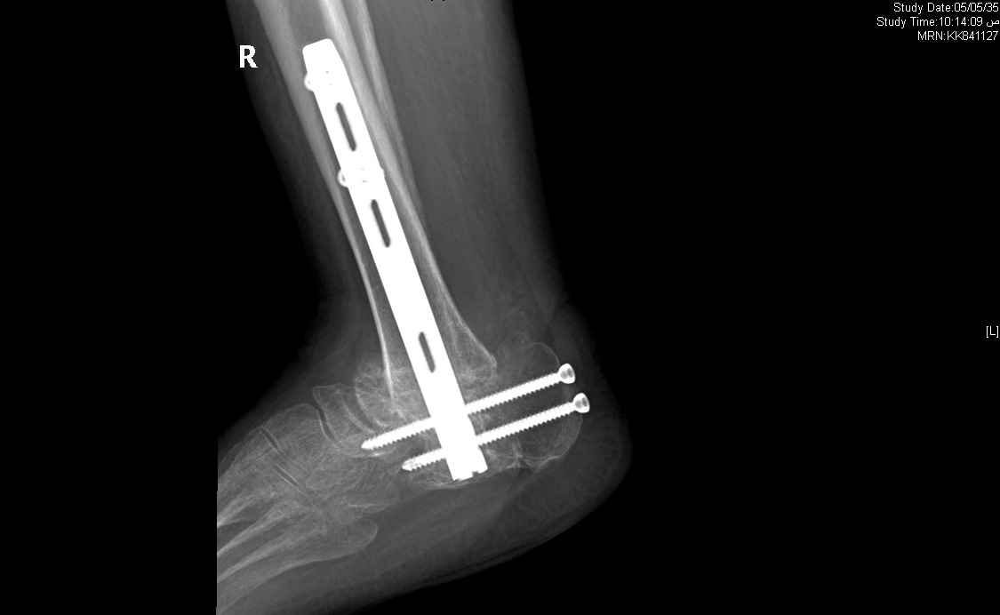 Study Date:05/05/35
Study Time:10:14:09 ص
MRN:KK841127
R
[L]